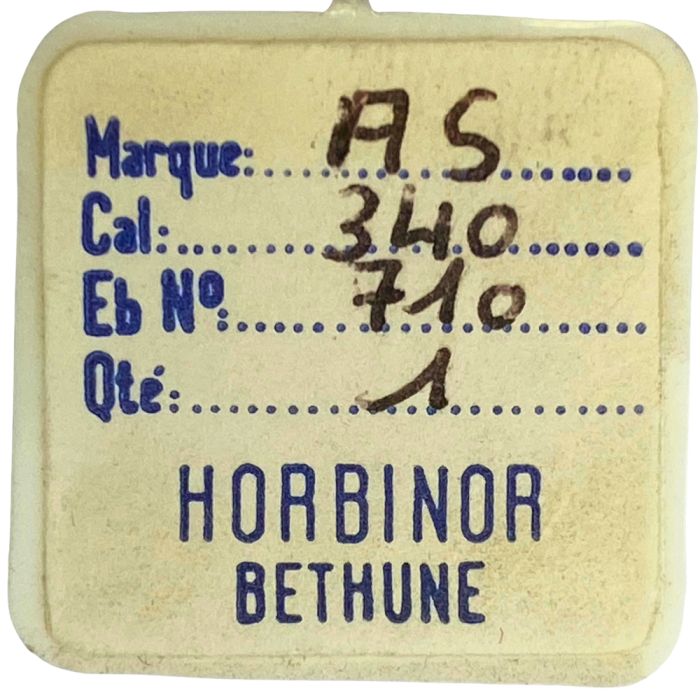 Marque: AS
Cal: 340
Eb Nº: 710
Qté: 1
HORBINOR
BETHUNE